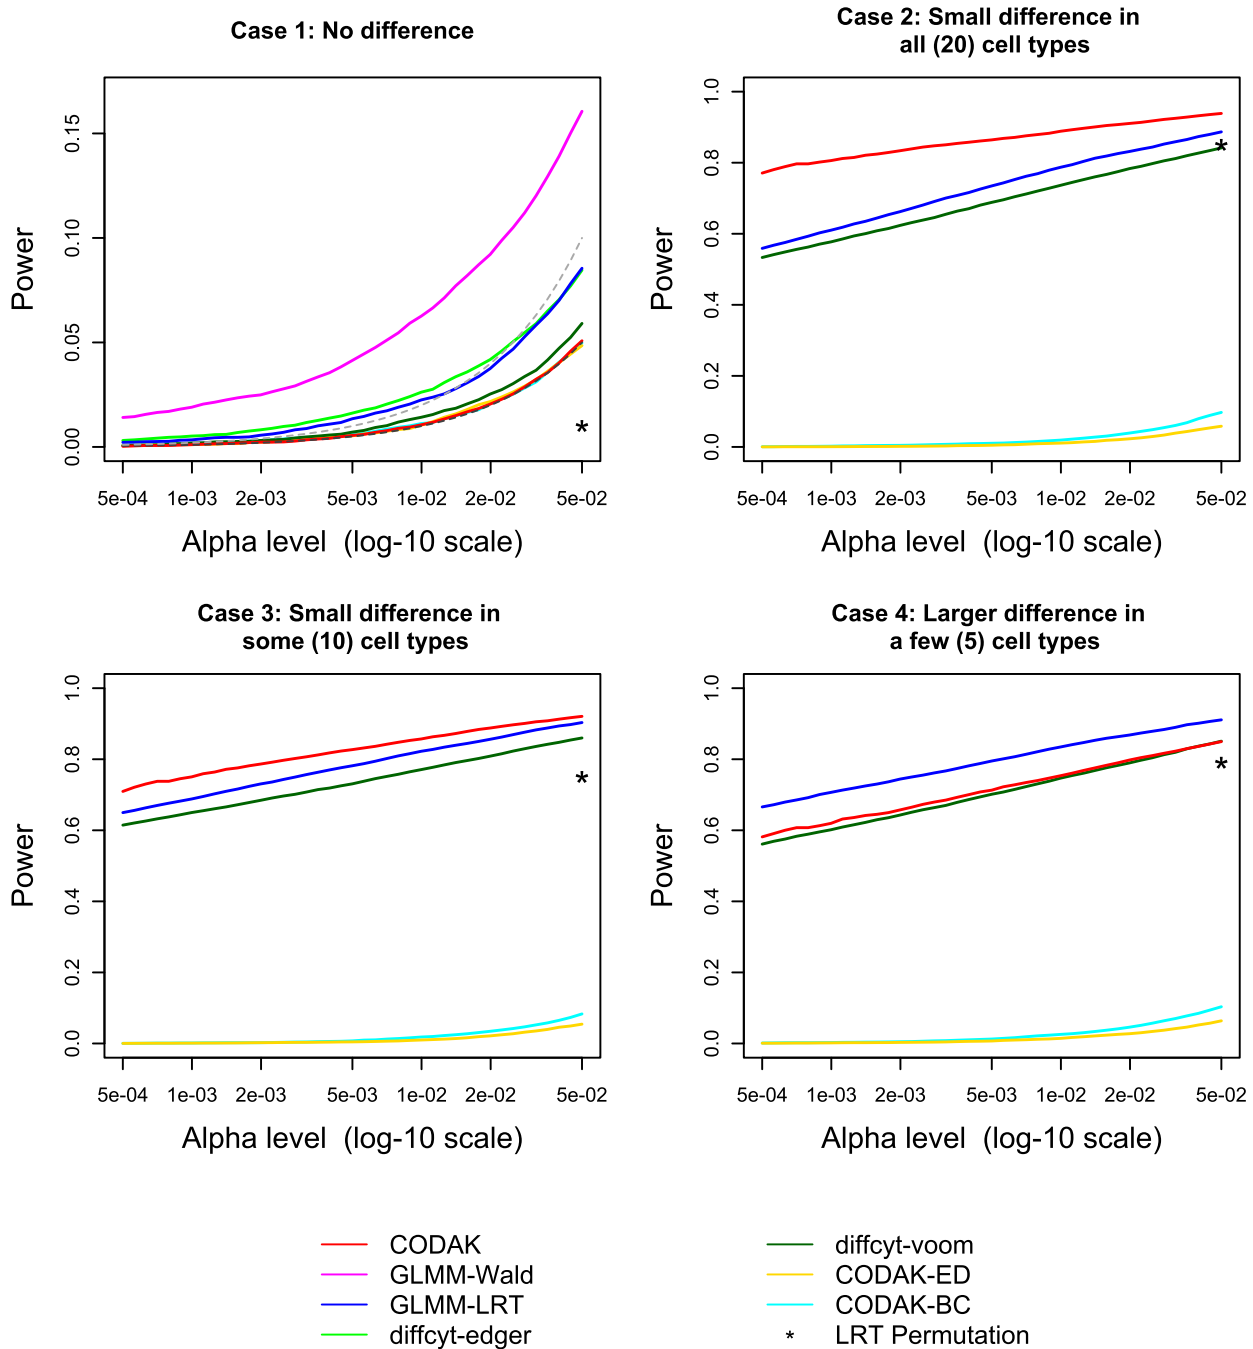 Case 1: No difference
Power
0.00
0.05
0.10
0.15
5e-04 1e-03 2e-03 5e-03 1e-02 2e-02 5e-02
Alpha level (log-10 scale)
*
Case 2: Small difference in
all (20) cell types
Power
0.0
0.2
0.4
0.6
0.8
1.0
5e-04 1e-03 2e-03 5e-03 1e-02 2e-02 5e-02
Alpha level (log-10 scale)
*
Case 3: Small difference in
some (10) cell types
Power
0.0
0.2
0.4
0.6
0.8
1.0
5e-04 1e-03 2e-03 5e-03 1e-02 2e-02 5e-02
Alpha level (log-10 scale)
*
Case 4: Larger difference in
a few (5) cell types
Power
0.0
0.2
0.4
0.6
0.8
1.0
5e-04 1e-03 2e-03 5e-03 1e-02 2e-02 5e-02
Alpha level (log-10 scale)
*
CODAK
GLMM-Wald
GLMM-LRT
diffcyt-edger
diffcyt-voom
CODAK-ED
CODAK-BC
* LRT Permutation